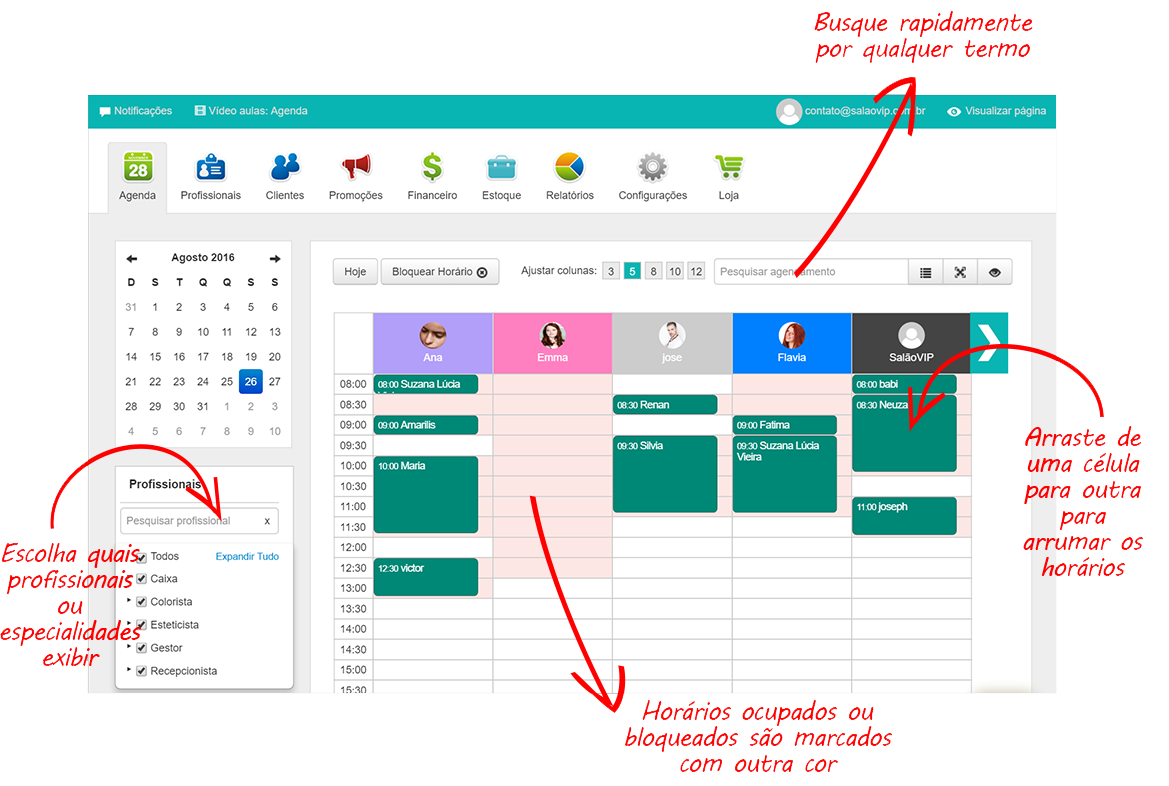 Busque rapidamente
por qualquer termo
Notificações
Vídeo aulas: Agenda
contato@salaovip.com.br
Visualizar página
NOVEMBER
28
Agenda
Profissionais
Clientes
Promoções
Financeiro
Estoque
Relatórios
Configurações
Loja
Agosto 2016
D S T Q Q S S
31 1 2 3 4 5 6
7 8 9 10 11 12 13
14 15 16 17 18 19 20
21 22 23 24 25 26 27
28 29 30 31 1 2 3
4 5 6 7 8 9 10
Hoje
Bloquear Horário
Ajustar colunas: 3 5 8 10 12
Pesquisar agendamento
Ana
Emma
jose
Flavia
SalãoVIP
08:00
08:00 Suzana Lúcia
08:00 babi
08:30
08:30 Renan
08:30 Neuza
09:00
09:00 Amarilis
09:00 Fatima
09:30
09:30 Silvia
09:30 Suzana Lúcia
Vieira
10:00
10:00 Maria
10:30
11:00
11:00 joseph
11:30
12:00
12:30
12:30 victor
13:00
13:30
14:00
14:30
15:00
15:30
Profissionais
Pesquisar profissional x
Todos
Expandir Tudo
Caixa
Colorista
Esteticista
Gestor
Recepcionista
Escolha quais
profissionais
ou
especialidades
exibir
Arraste de
uma célula
para outra
para
arrumar os
horários
Horários ocupados ou
bloqueados são marcados
com outra cor